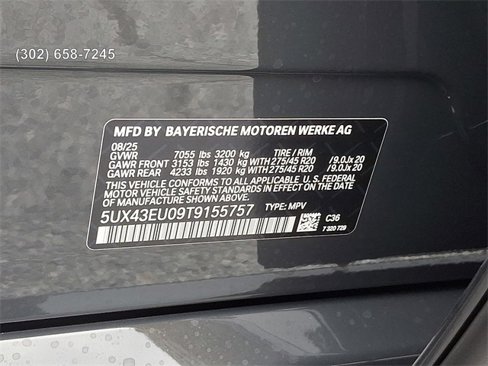 (302) 658-7245
MFD BY BAYERISCHE MOTOREN WERKE AG
08/25
GVWR 7055 lbs 3200 kg TIRE / RIM
GAWR FRONT 3153 lbs 1430 kg WITH 275/45 R20 /9.0Jx 20
GAWR REAR 4233 lbs 1920 kg WITH 275/45 R20 /9.0Jx 20
THIS VEHICLE CONFORMS TO ALL APPLICABLE U.S. FEDERAL
MOTOR VEHICLE SAFETY STANDARDS IN EFFECT ON THE DATE
OF MANUFACTURE SHOWN ABOVE.
5UX43EU09T9155757 TYPE: MPV C36
7 320 729